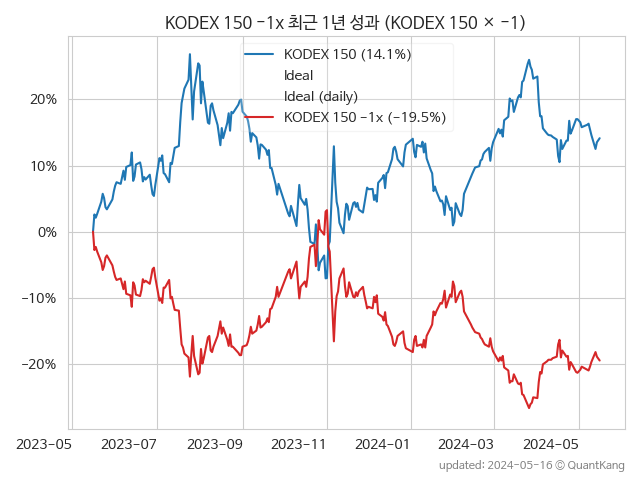 KODEX 150 −1x 최근 1년 성과 (KODEX 150 × −1)
KODEX 150 (14.1%)
Ideal
Ideal (daily)
KODEX 150 −1x (−19.5%)
20%
10%
0%
−10%
−20%
2023−05 2023−07 2023−09 2023−11 2024−01 2024−03 2024−05
updated: 2024−05−16 © QuantKang